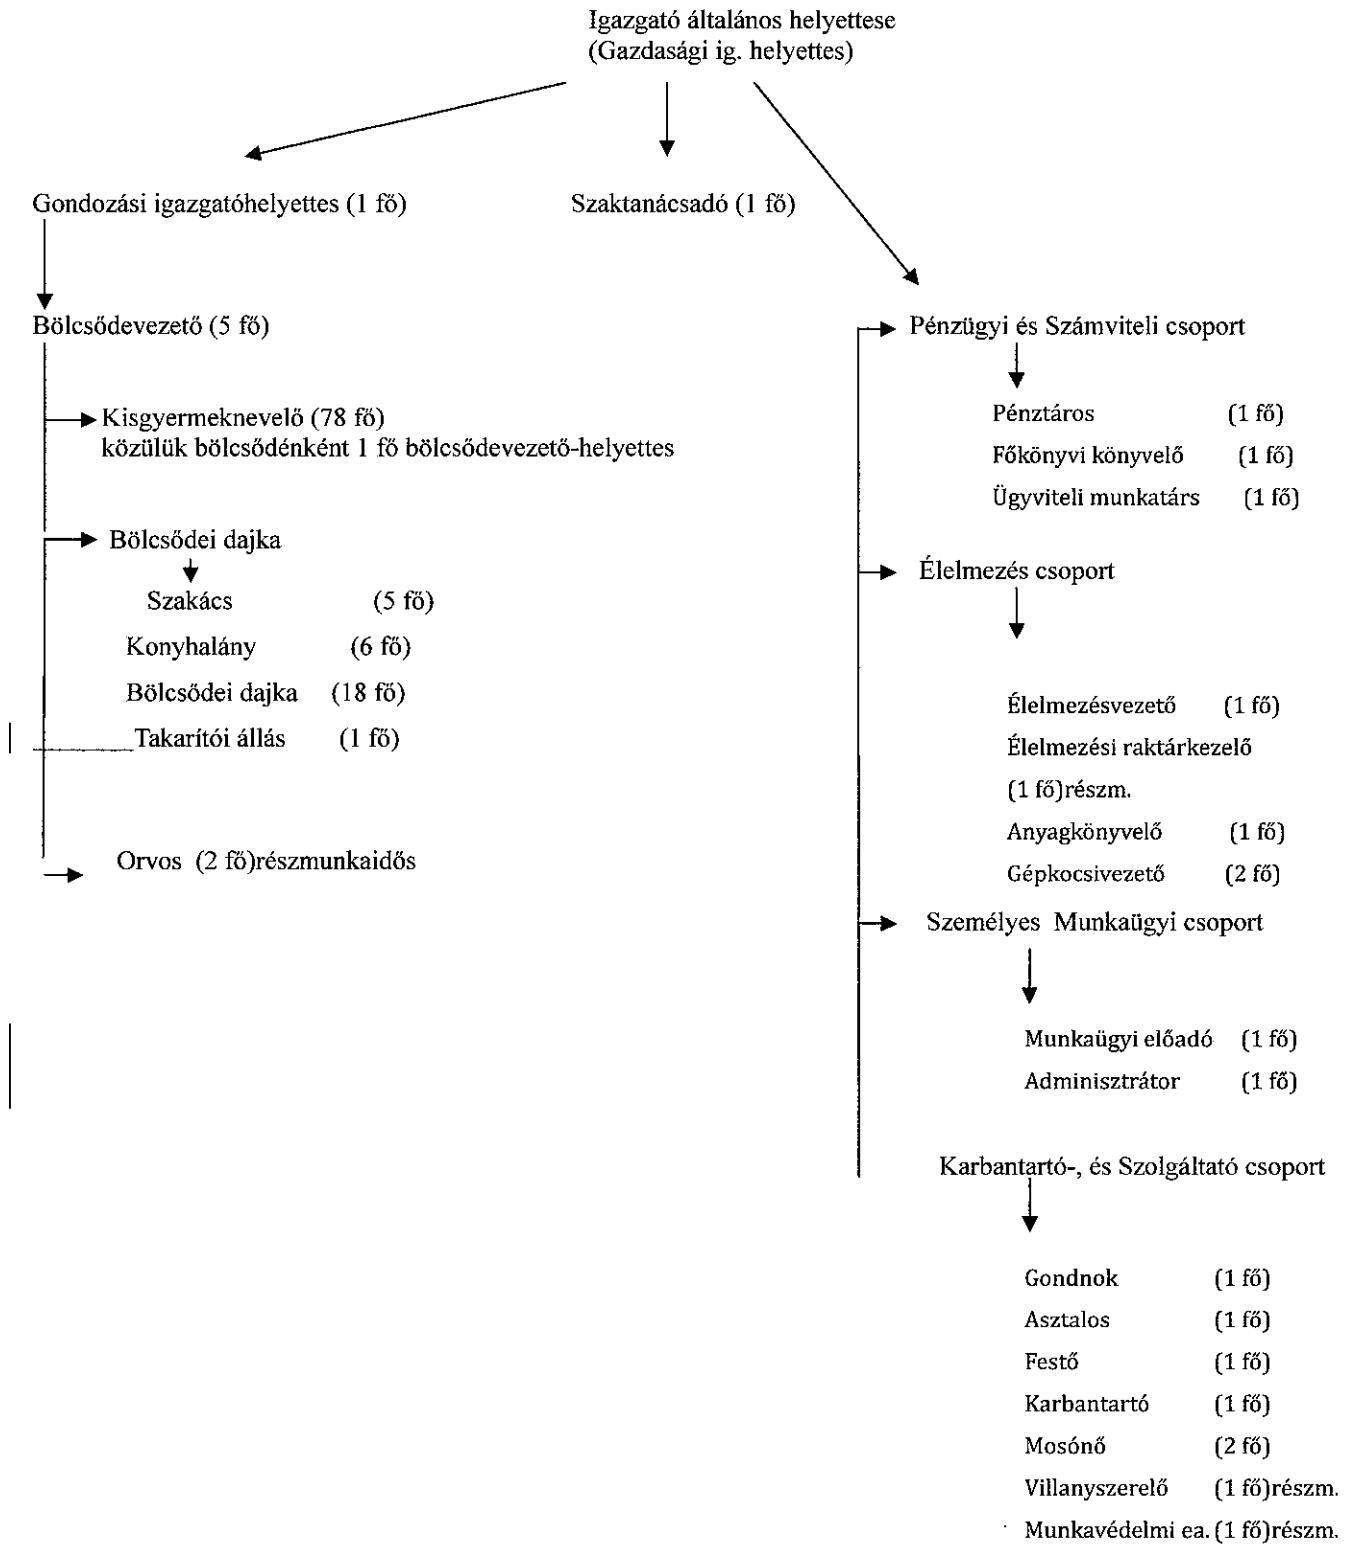 Igazgató általános helyettese
(Gazdasági ig. helyettes)
Gondozási igazgatóhelyettes (1 fő)
Szaktanácsadó (1 fő)
Bölcsődevezető (5 fő)
Kisgyermeknevelő (78 fő)
közülük bölcsődénként 1 fő bölcsődevezető-helyettes
Bölcsődei dajka
Szakács (5 fő)
Konyhalány (6 fő)
Bölcsődei dajka (18 fő)
Takarítói állás (1 fő)
Orvos (2 fő)részmunkaidős
Pénzügyi és Számviteli csoport
Pénztáros (1 fő)
Főkönyvi könyvelő (1 fő)
Ügyviteli munkatárs (1 fő)
Élelmezés csoport
Élelmezésvezető (1 fő)
Élelmezési raktárkezelő
(1 fő)részm.
Anyagkönyvelő (1 fő)
Gépkocsivezető (2 fő)
Személyes Munkaügyi csoport
Munkaügyi előadó (1 fő)
Adminisztrátor (1 fő)
Karbantartó-, és Szolgáltató csoport
Gondnok (1 fő)
Asztalos (1 fő)
Festő (1 fő)
Karbantartó (1 fő)
Mosónő (2 fő)
Villanyszerelő (1 fő)részm.
Munkavédelmi ea. (1 fő)részm.